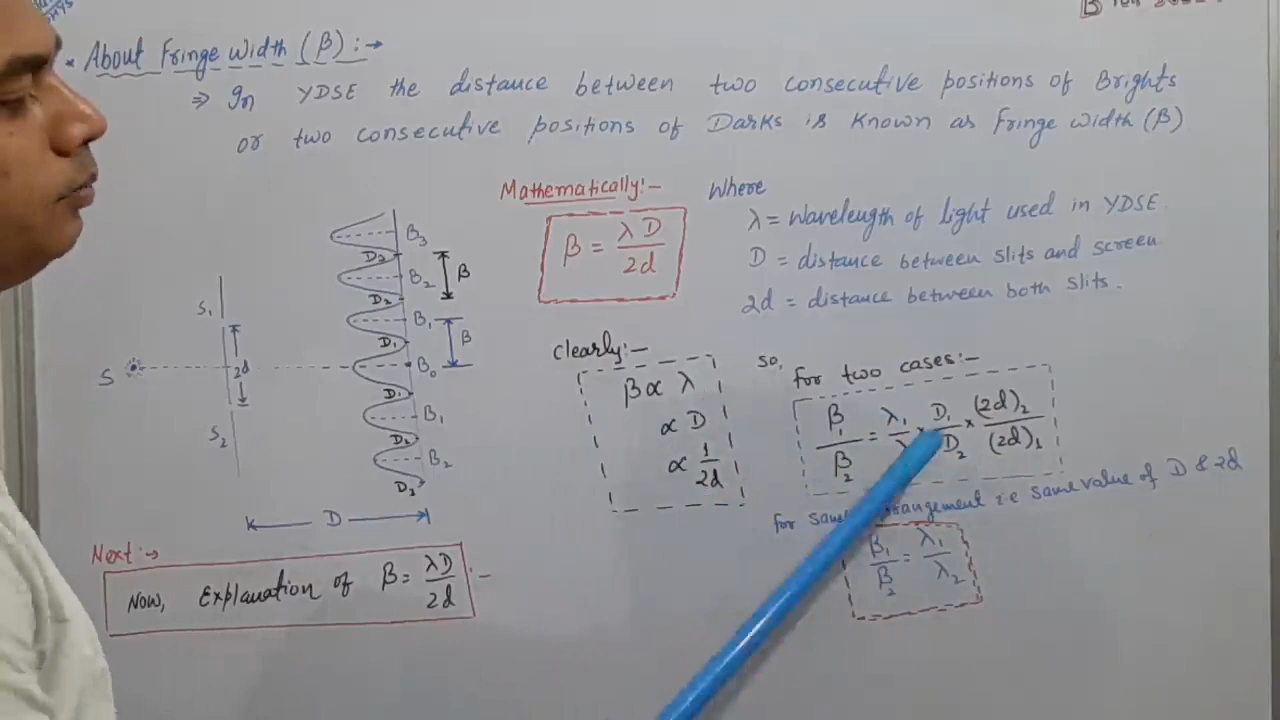 * About Fringe Width (β) :→
⇒ In YDSE the distance between two consecutive positions of Brights
or two consecutive positions of Darks is known as fringe width (β)
Mathematically:-
β = λD/2d
Where
λ = wavelength of light used in YDSE
D = distance between slits and screen
2d = distance between both slits.
S
S₁
2d
S₂
B₃
D₂
B₂
D₂
B₁
D₁
B₀
D₁
B₁
D₂
B₂
D₂
β
β
D
Clearly:-
β ∝ λ
∝ D
∝ 1/2d
So, for two cases:-
β₁/β₂ = λ₁/λ × D₁/D₂ × (2d)₂/(2d)₁
for arrangement i.e same value of D & 2d
β₁/β₂ = λ₁/λ₂
Next:→
Now, Explanation of β = λD/2d :-